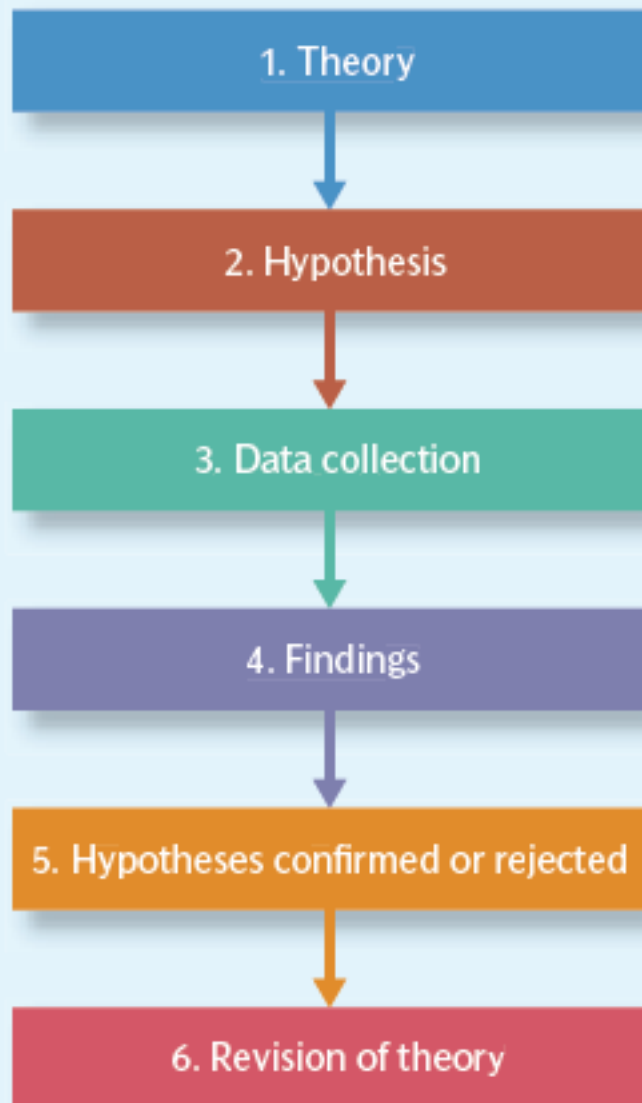 1. Theory
2. Hypothesis
3. Data collection
4. Findings
5. Hypotheses confirmed or rejected
6. Revision of theory